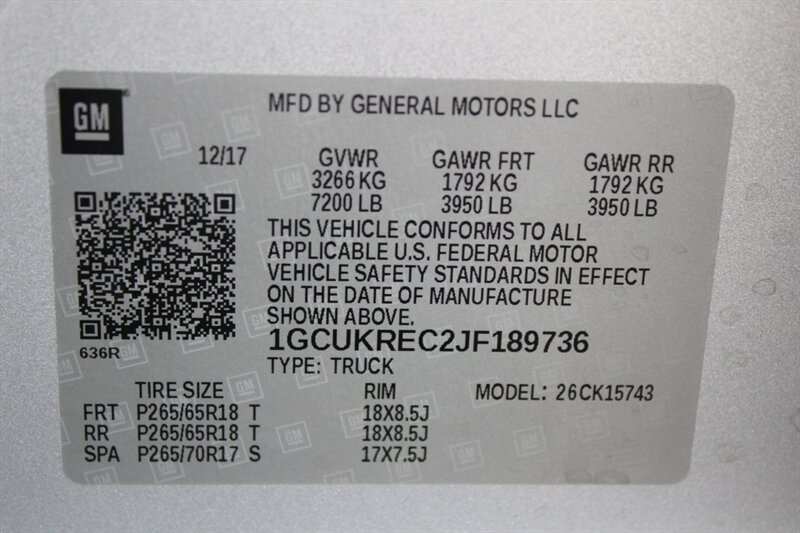 GM
MFD BY GENERAL MOTORS LLC
12/17 GVWR GAWR FRT GAWR RR
3266 KG 1792 KG 1792 KG
7200 LB 3950 LB 3950 LB
THIS VEHICLE CONFORMS TO ALL
APPLICABLE U.S. FEDERAL MOTOR
VEHICLE SAFETY STANDARDS IN EFFECT
ON THE DATE OF MANUFACTURE
SHOWN ABOVE.
636R
1GCUKREC2JF189736
TYPE: TRUCK
TIRE SIZE RIM MODEL: 26CK15743
FRT P265/65R18 T 18X8.5J
RR P265/65R18 T 18X8.5J
SPA P265/70R17 S 17X7.5J